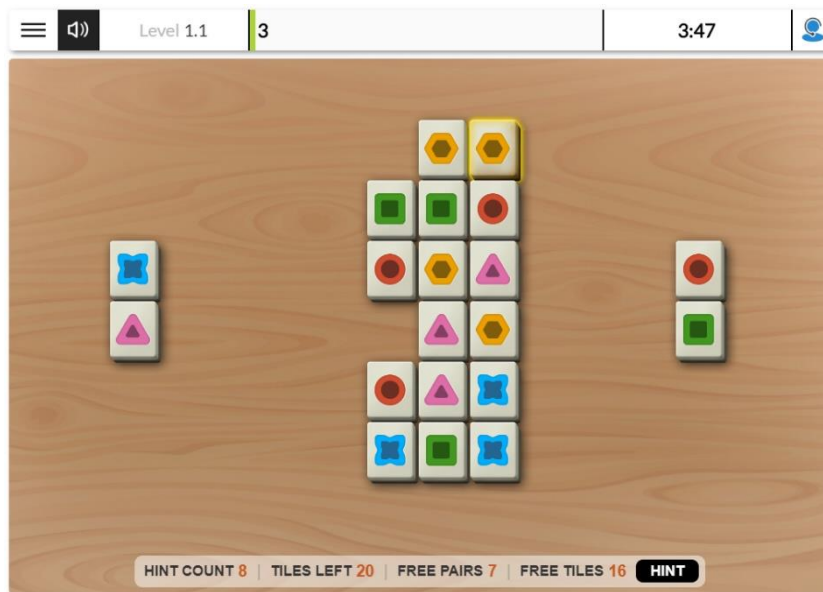 Level 1.1 3 3:47
HINT COUNT 8 | TILES LEFT 20 | FREE PAIRS 7 | FREE TILES 16 HINT